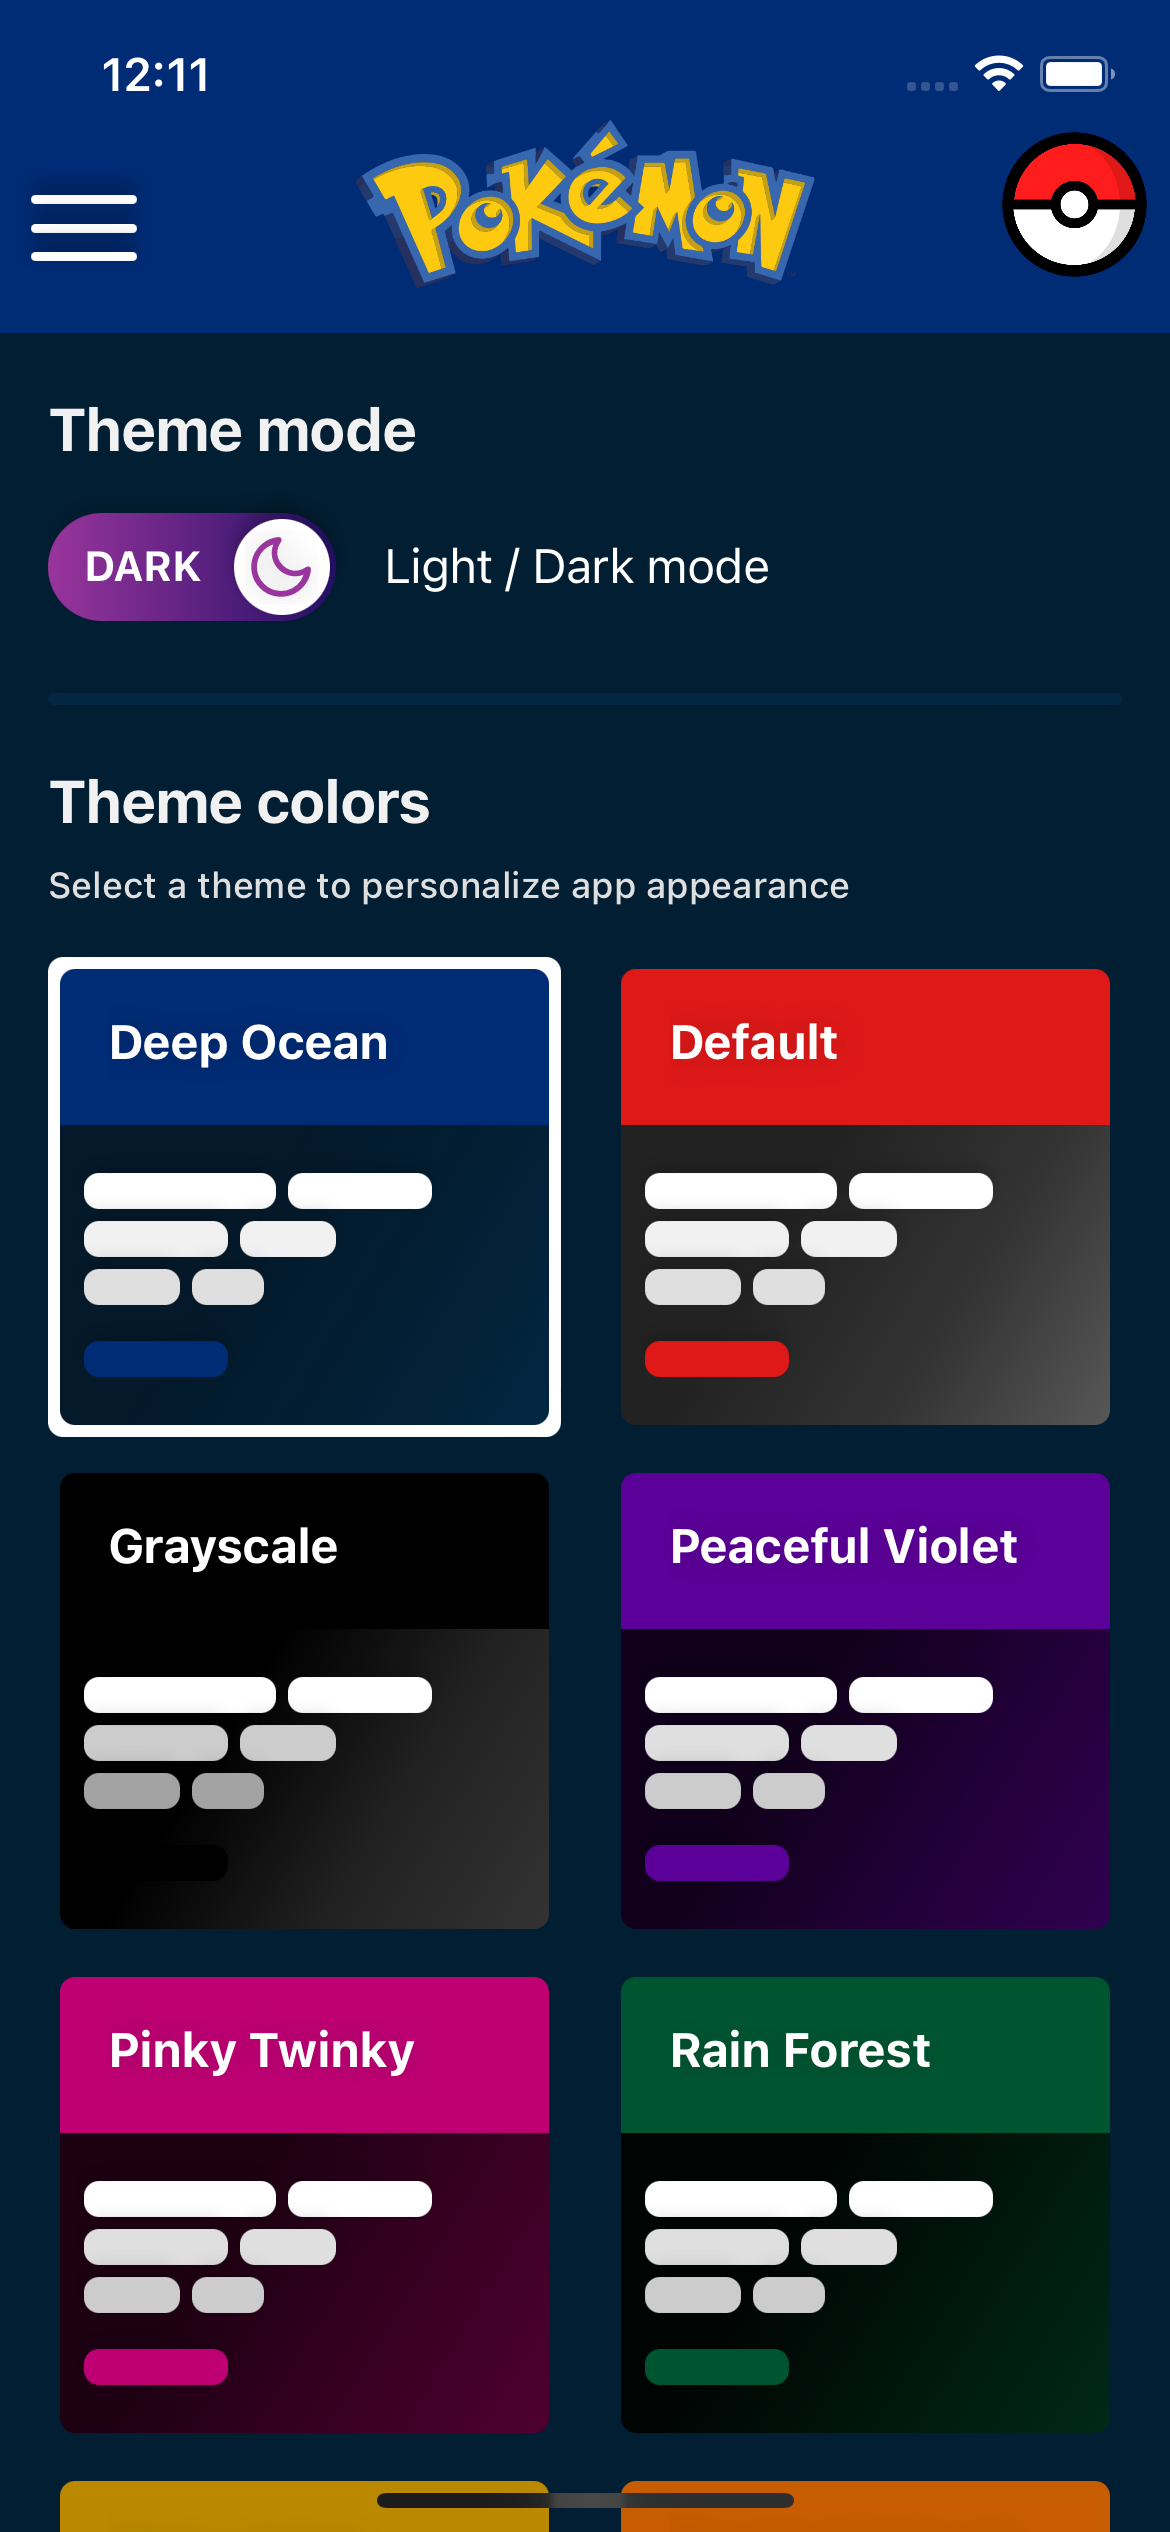 12:11
Pokémon
Theme mode
DARK
Light / Dark mode
Theme colors
Select a theme to personalize app appearance
Deep Ocean
Default
Grayscale
Peaceful Violet
Pinky Twinky
Rain Forest